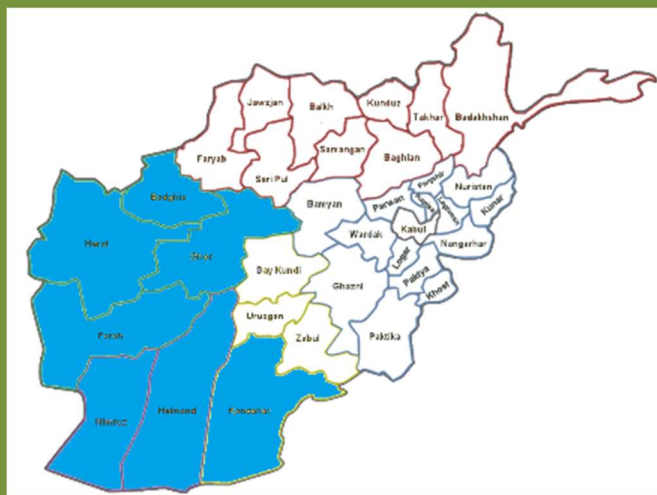 Jawzjan
Balkh
Kunduz
Takhar
Badakhshan
Faryab
Sari Pul
Samangan
Baghlan
Badghis
Bamyan
Parwan
Nuristan
Kunar
Herat
Ghor
Wardak
Kabul
Nangarhar
Day Kundi
Logar
Paktya
Khost
Ghazni
Uruzgan
Zabul
Paktika
Farah
Helmand
Kandahar